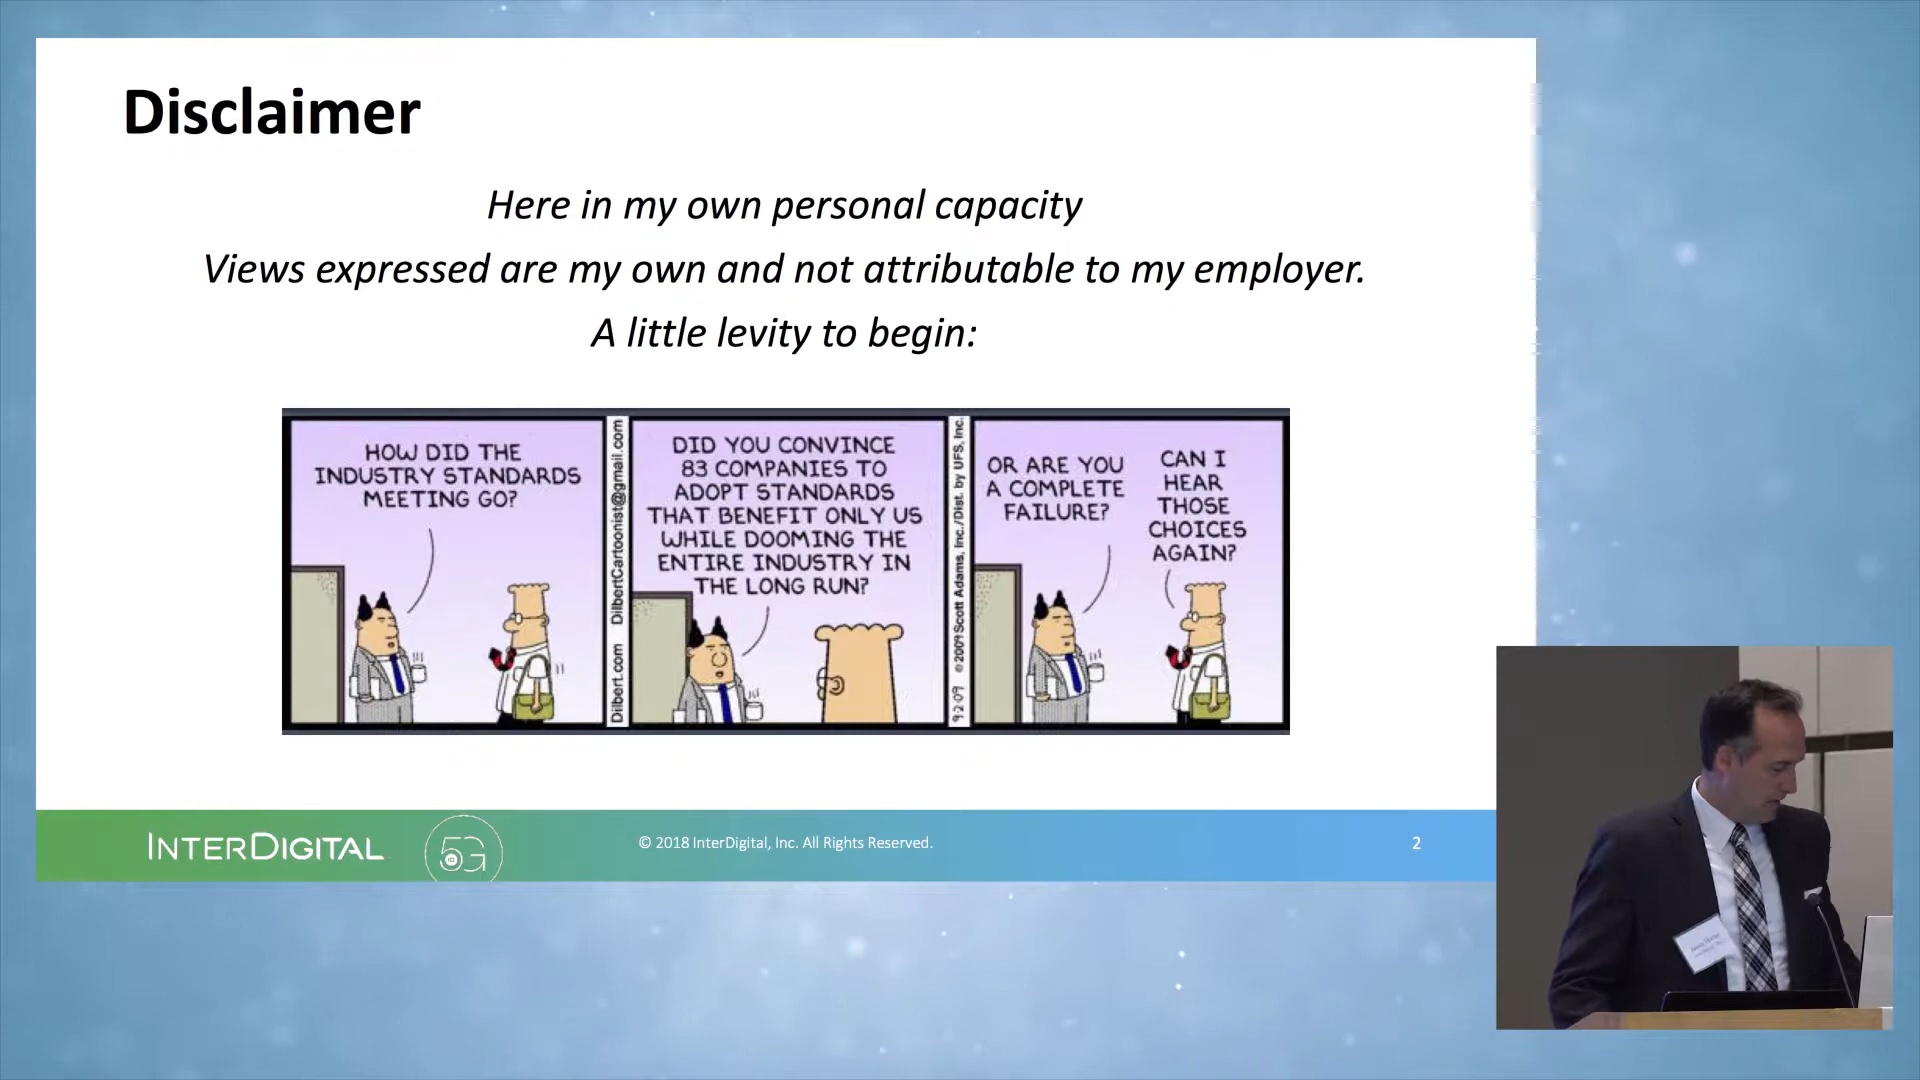 Disclaimer
Here in my own personal capacity
Views expressed are my own and not attributable to my employer.
A little levity to begin:
HOW DID THE
INDUSTRY STANDARDS
MEETING GO?
Dilbert.com DilbertCartoonist@gmail.com
DID YOU CONVINCE
83 COMPANIES TO
ADOPT STANDARDS
THAT BENEFIT ONLY US
WHILE DOOMING THE
ENTIRE INDUSTRY IN
THE LONG RUN?
9-2-09 ©2009 Scott Adams, Inc./Dist. by UFS, Inc.
OR ARE YOU
A COMPLETE
FAILURE?
CAN I
HEAR
THOSE
CHOICES
AGAIN?
INTERDIGITAL
5G
© 2018 InterDigital, Inc. All Rights Reserved.
2